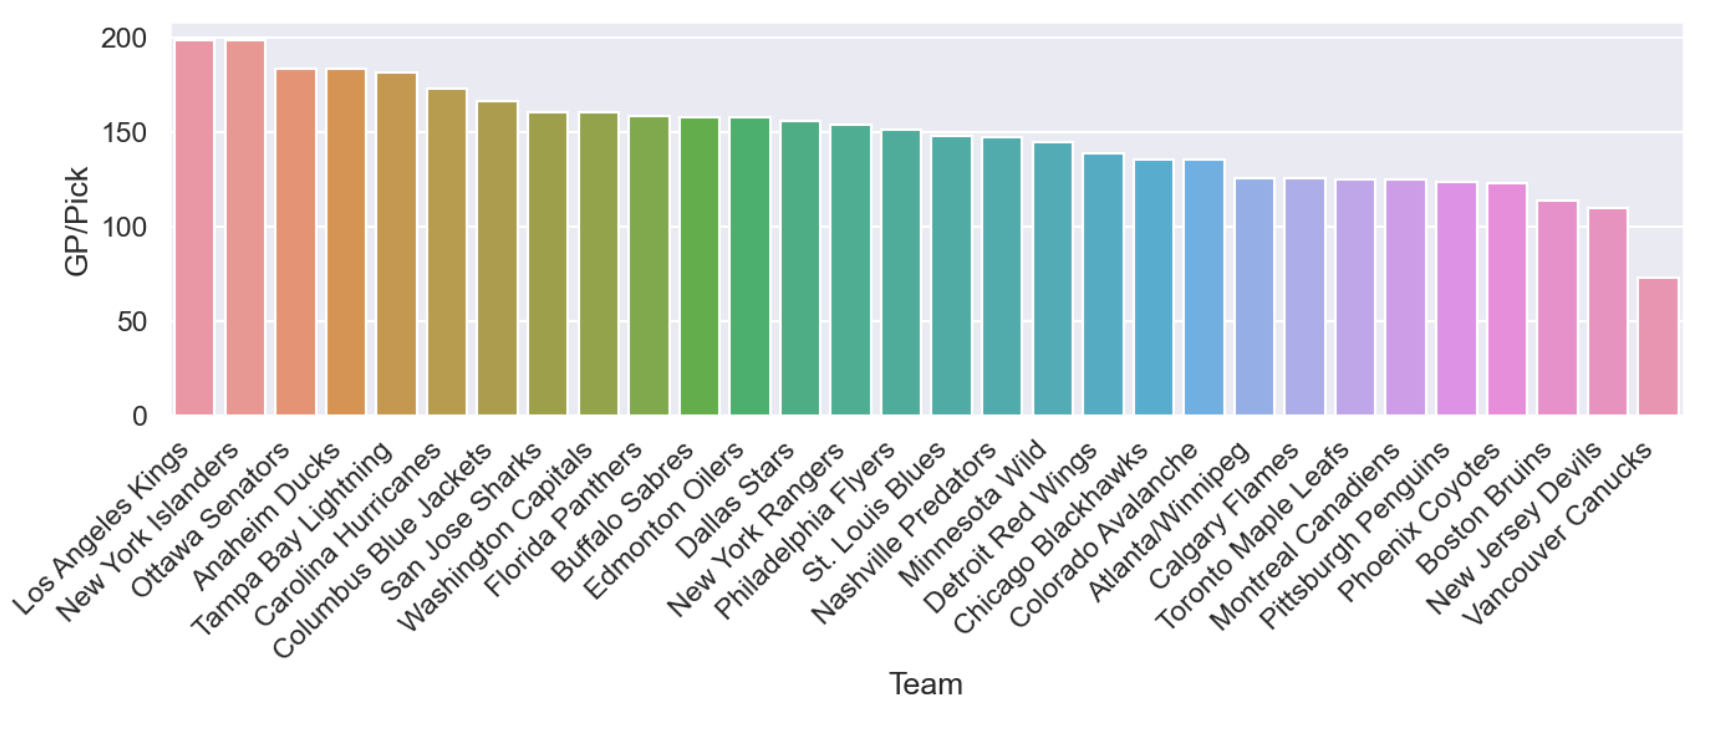 200
150
100
50
0
GP/Pick
Los Angeles Kings
New York Islanders
Ottawa Senators
Anaheim Ducks
Tampa Bay Lightning
Carolina Hurricanes
Columbus Blue Jackets
San Jose Sharks
Washington Capitals
Florida Panthers
Buffalo Sabres
Edmonton Oilers
Dallas Stars
New York Rangers
Philadelphia Flyers
St. Louis Blues
Nashville Predators
Minnesota Wild
Detroit Red Wings
Chicago Blackhawks
Colorado Avalanche
Atlanta/Winnipeg
Calgary Flames
Toronto Maple Leafs
Montreal Canadiens
Pittsburgh Penguins
Phoenix Coyotes
Boston Bruins
New Jersey Devils
Vancouver Canucks
Team